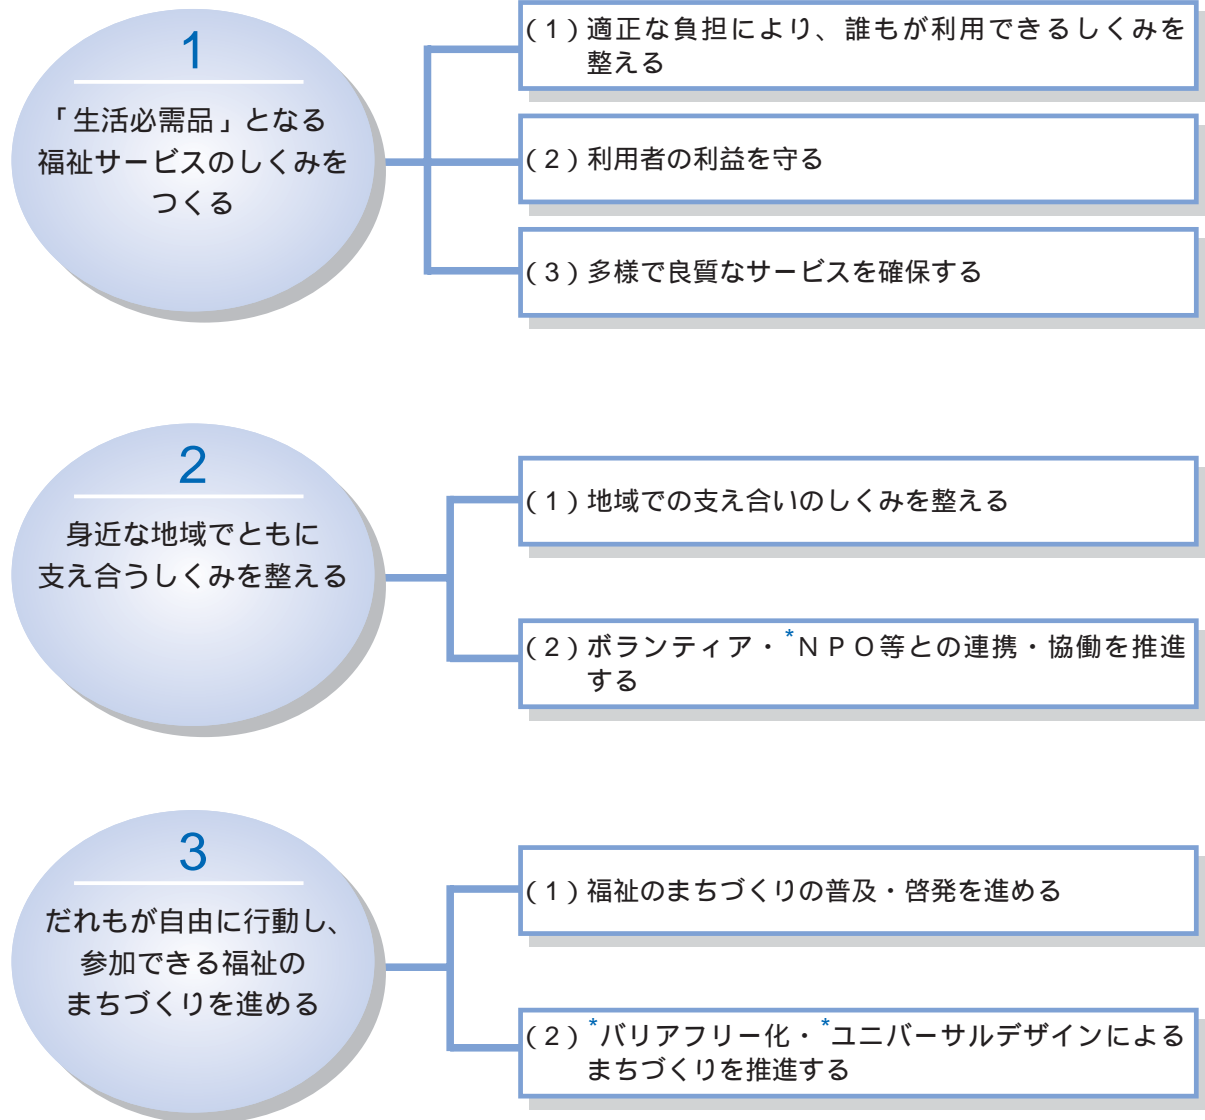 1
「生活必需品」となる
福祉サービスのしくみを
つくる
(1)適正な負担により、誰もが利用できるしくみを
整える
(2)利用者の利益を守る
(3)多様で良質なサービスを確保する
2
身近な地域でともに
支え合うしくみを整える
(1)地域での支え合いのしくみを整える
(2)ボランティア・*NPO等との連携・協働を推進
する
3
だれもが自由に行動し、
参加できる福祉の
まちづくりを進める
(1)福祉のまちづくりの普及・啓発を進める
(2)*バリアフリー化・*ユニバーサルデザインによる
まちづくりを推進する